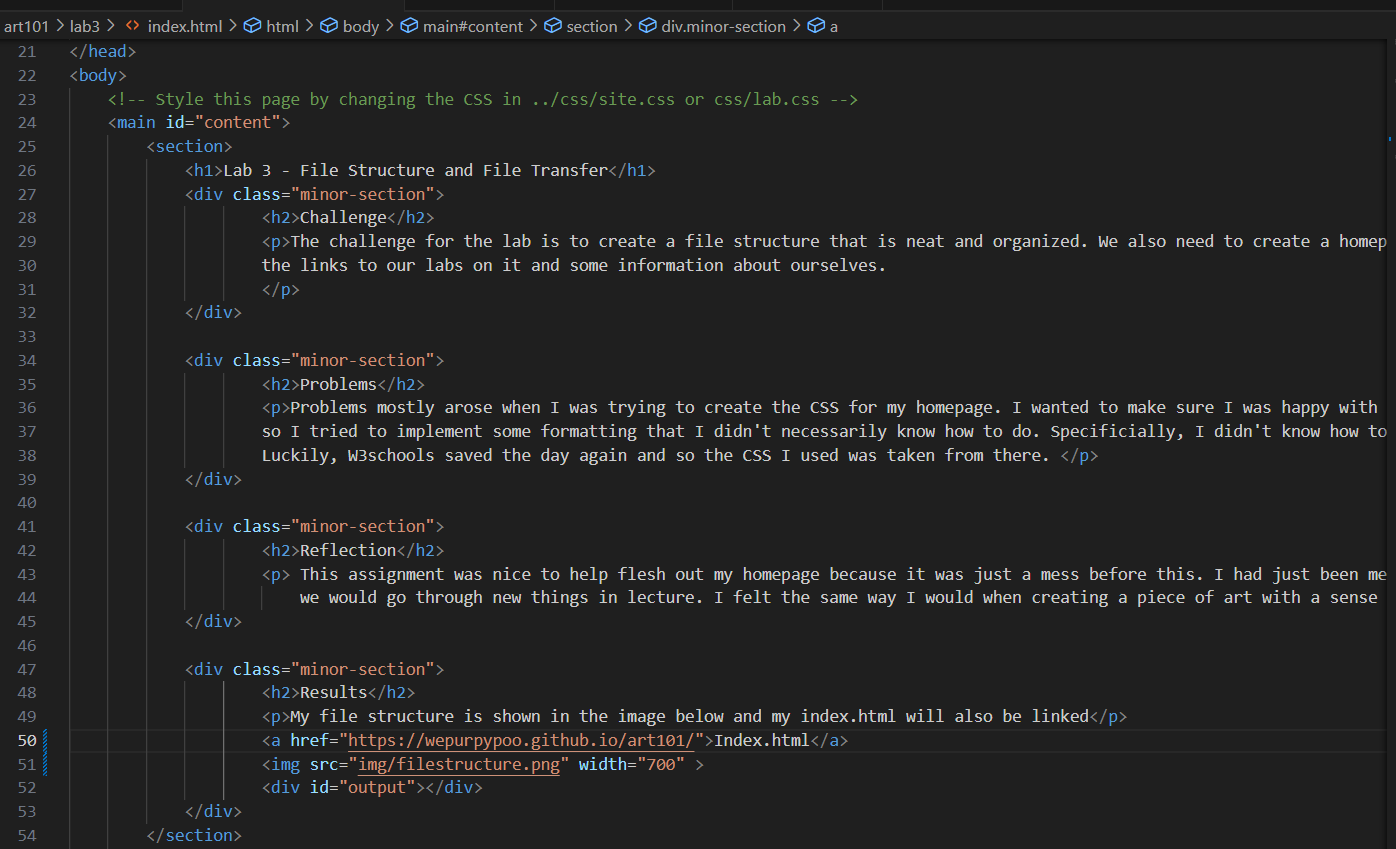 art101 > lab3 > <> index.html > html > body > main#content > section > div.minor-section > a
21 </head>
22 <body>
23 <!-- Style this page by changing the CSS in ../css/site.css or css/lab.css -->
24 <main id="content">
25 <section>
26 <h1>Lab 3 - File Structure and File Transfer</h1>
27 <div class="minor-section">
28 <h2>Challenge</h2>
29 <p>The challenge for the lab is to create a file structure that is neat and organized. We also need to create a homep
30 the links to our labs on it and some information about ourselves.
31 </p>
32 </div>
33
34 <div class="minor-section">
35 <h2>Problems</h2>
36 <p>Problems mostly arose when I was trying to create the CSS for my homepage. I wanted to make sure I was happy with
37 so I tried to implement some formatting that I didn't necessarily know how to do. Specificially, I didn't know how to
38 Luckily, W3schools saved the day again and so the CSS I used was taken from there. </p>
39 </div>
40
41 <div class="minor-section">
42 <h2>Reflection</h2>
43 <p> This assignment was nice to help flesh out my homepage because it was just a mess before this. I had just been me
44 we would go through new things in lecture. I felt the same way I would when creating a piece of art with a sense
45 </div>
46
47 <div class="minor-section">
48 <h2>Results</h2>
49 <p>My file structure is shown in the image below and my index.html will also be linked</p>
50 <a href="https://wepurpypoo.github.io/art101/">Index.html</a>
51 <img src="img/filestructure.png" width="700" >
52 <div id="output"></div>
53 </div>
54 </section>